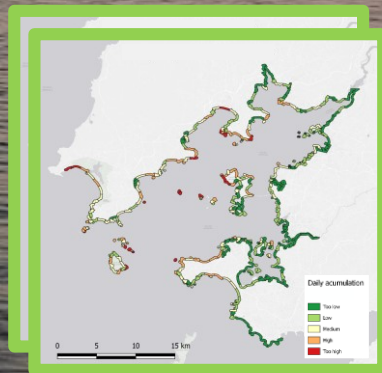 Daily acumulation
Too low
Low
Medium
High
Too high
0 5 10 15 km